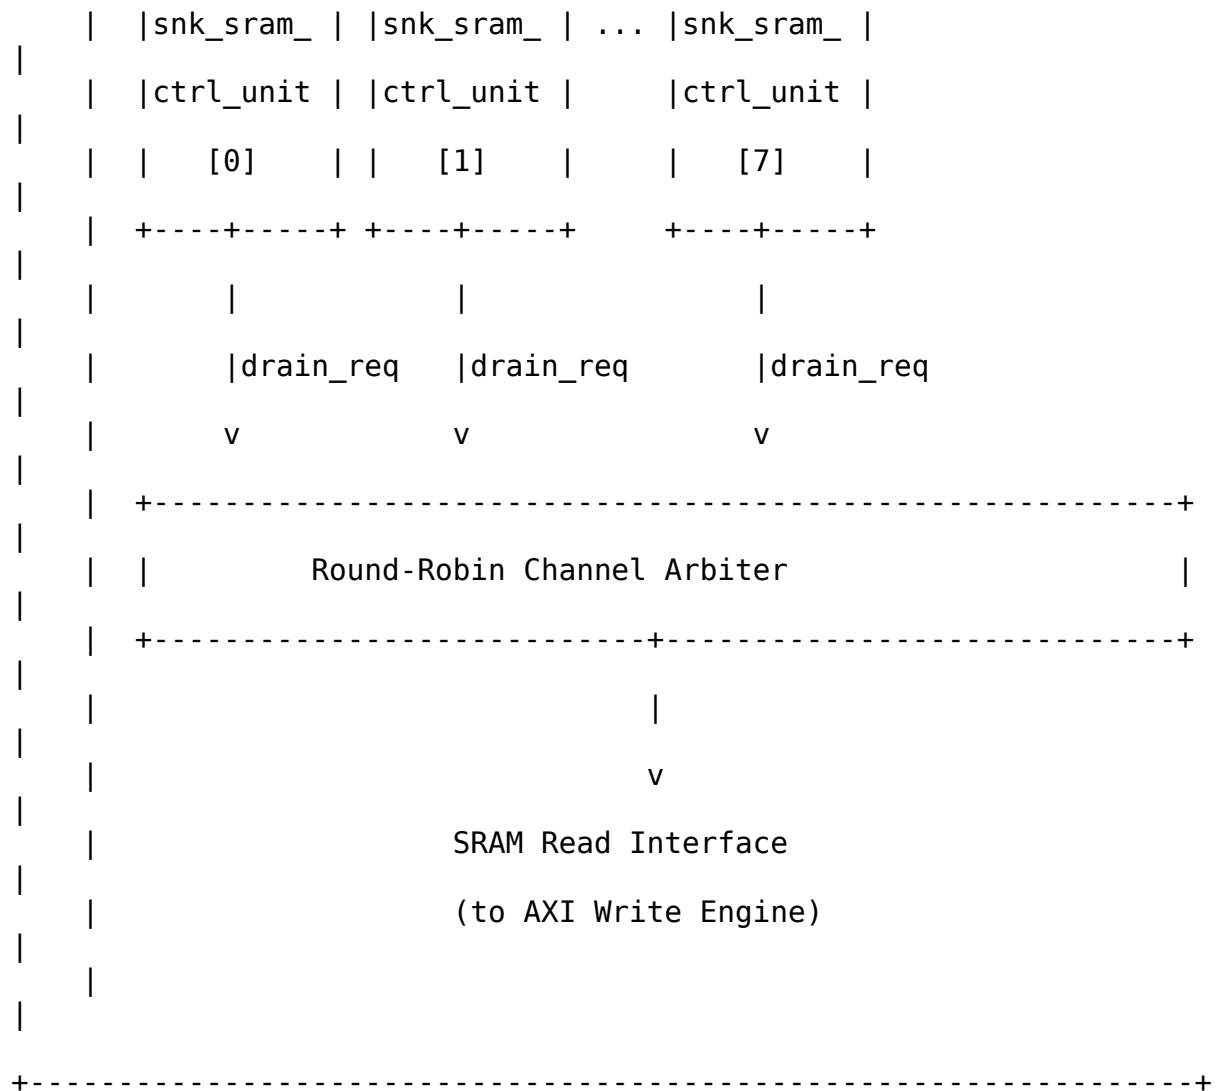 |  |snk_sram_ | |snk_sram_ | ... |snk_sram_ |
|
|  |ctrl_unit | |ctrl_unit |     |ctrl_unit |
|
|  |   [0]    | |   [1]    |     |   [7]    |
|
|  +----+-----+ +----+-----+     +----+-----+
|
|       |            |                |
|
|       |drain_req   |drain_req       |drain_req
|
|       v            v                v
|
|  +----------------------------------------------------------+
|
|  |         Round-Robin Channel Arbiter                      |
|
|  +----------------------------+-----------------------------+
|
|                               |
|
|                               v
|
|                    SRAM Read Interface
|
|                    (to AXI Write Engine)
|
|
|
+------------------------------------------------------------------+